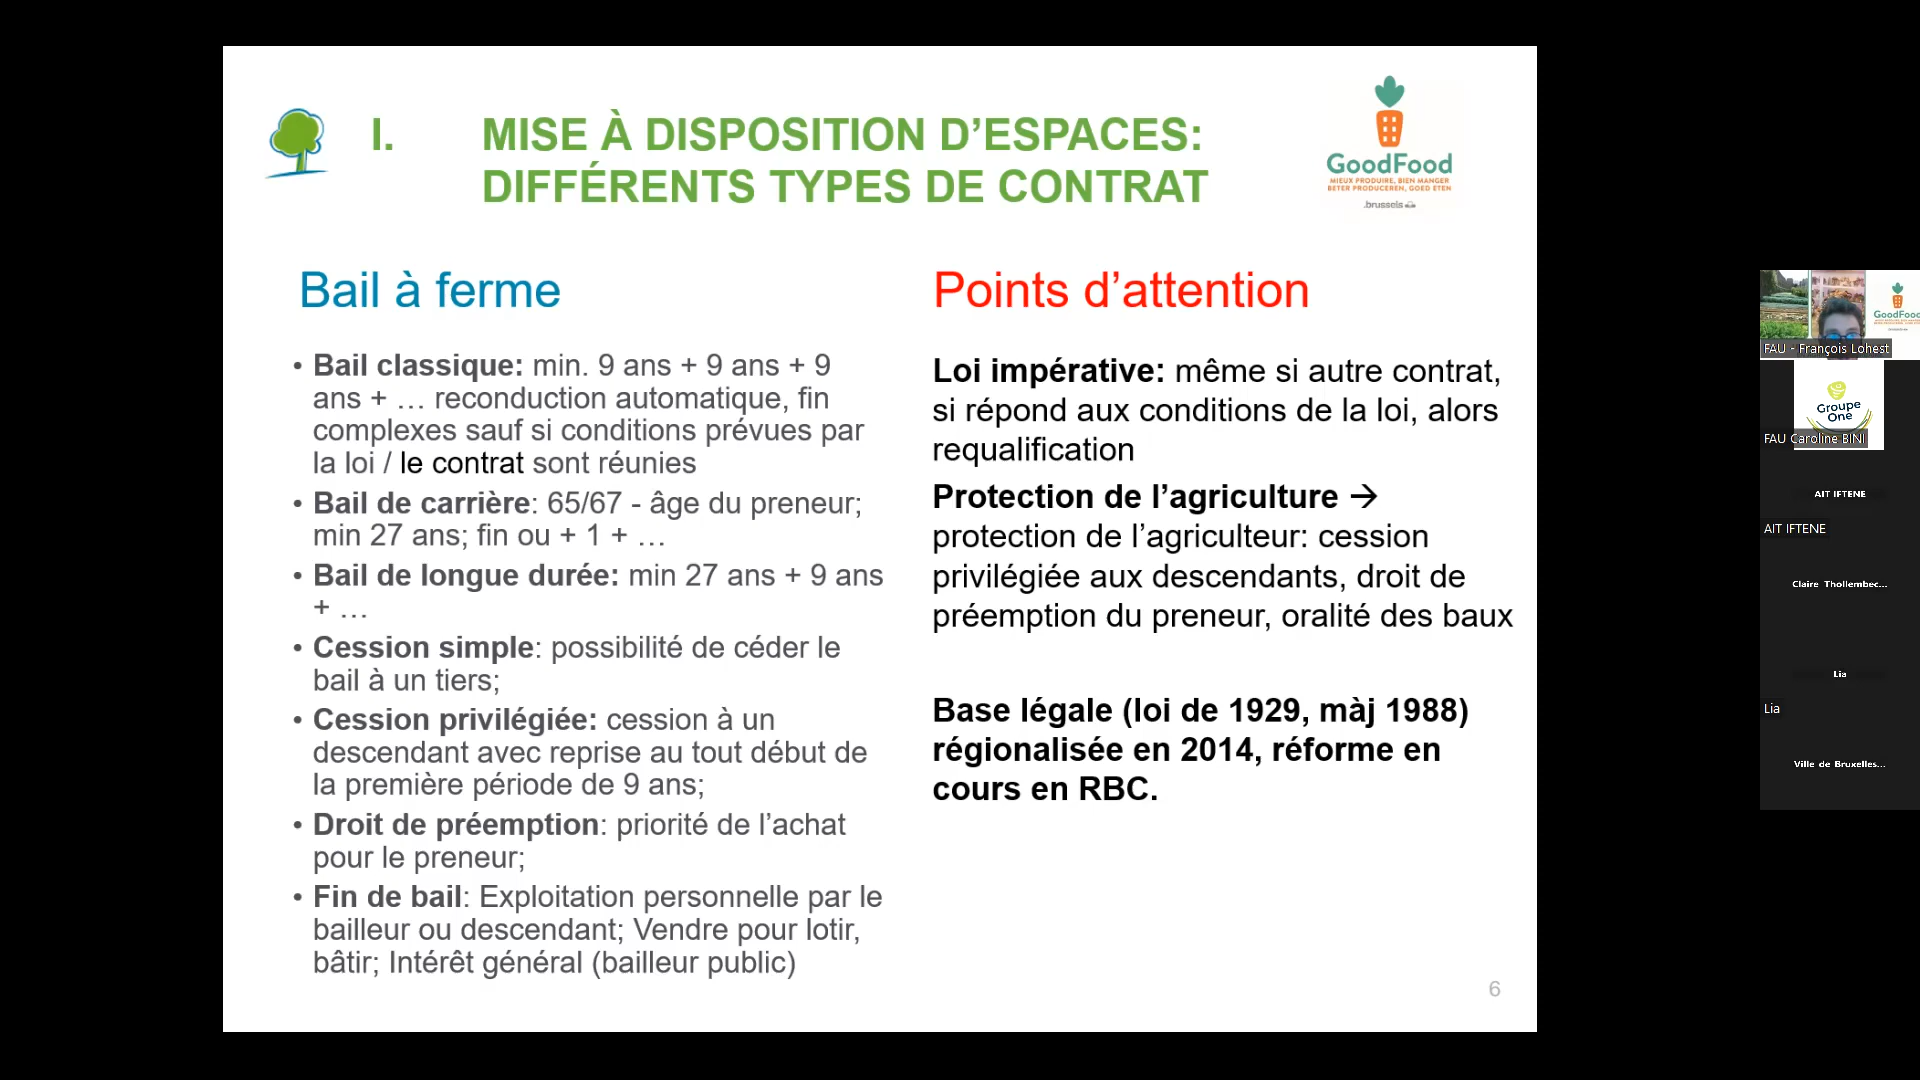 I. MISE À DISPOSITION D’ESPACES:
DIFFÉRENTS TYPES DE CONTRAT
GoodFood
MIEUX PRODUIRE, BIEN MANGER
BETER PRODUCEREN, GOED ETEN
.brussels
Bail à ferme
• Bail classique: min. 9 ans + 9 ans + 9
ans + … reconduction automatique, fin
complexes sauf si conditions prévues par
la loi / le contrat sont réunies
• Bail de carrière: 65/67 - âge du preneur;
min 27 ans; fin ou + 1 + …
• Bail de longue durée: min 27 ans + 9 ans
+ …
• Cession simple: possibilité de céder le
bail à un tiers;
• Cession privilégiée: cession à un
descendant avec reprise au tout début de
la première période de 9 ans;
• Droit de préemption: priorité de l’achat
pour le preneur;
• Fin de bail: Exploitation personnelle par le
bailleur ou descendant; Vendre pour lotir,
bâtir; Intérêt général (bailleur public)
Points d’attention
Loi impérative: même si autre contrat,
si répond aux conditions de la loi, alors
requalification
Protection de l’agriculture →
protection de l’agriculteur: cession
privilégiée aux descendants, droit de
préemption du preneur, oralité des baux
Base légale (loi de 1929, màj 1988)
régionalisée en 2014, réforme en
cours en RBC.
6
GoodFood
FAU - François Lohest
Groupe
One
FAU Caroline BINI
AIT IFTENE
AIT IFTENE
Claire Thollembec...
Lia
Lia
Ville de Bruxelles...